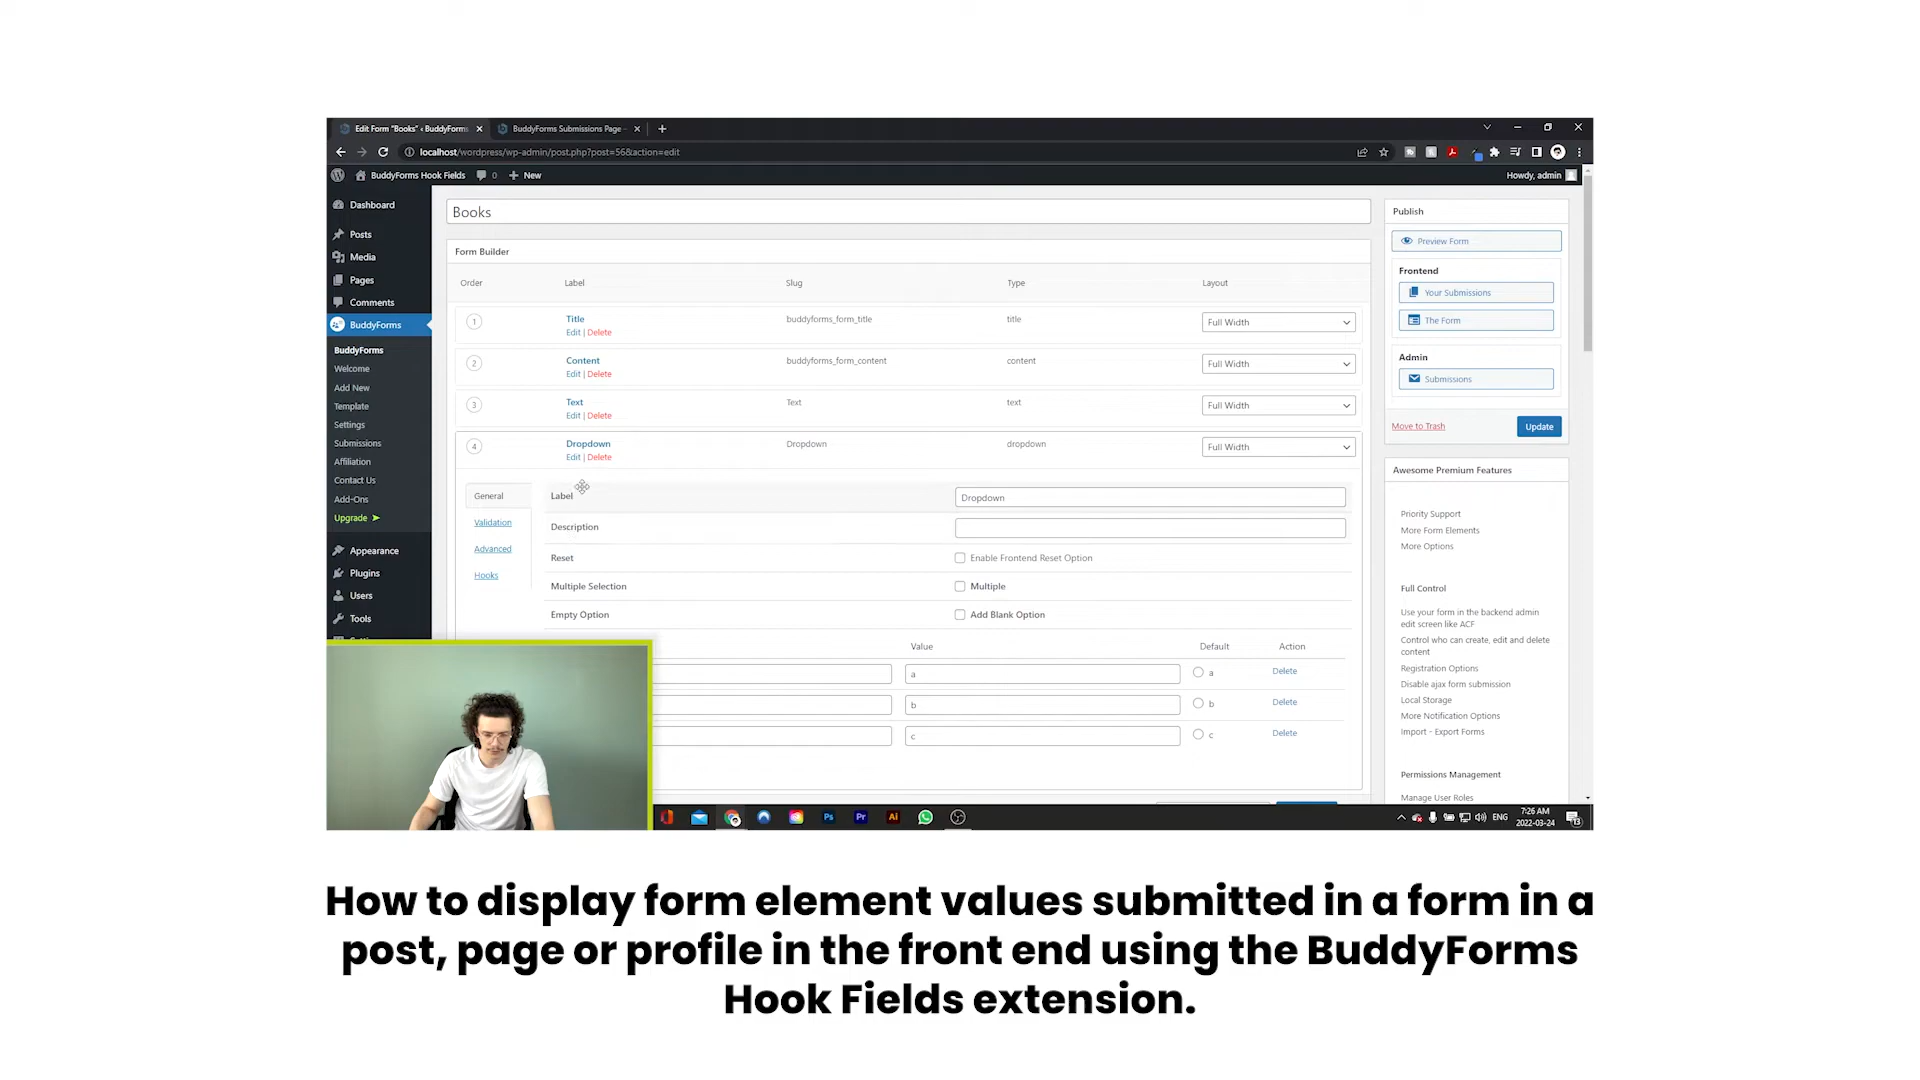 Edit Form "Books" ‹ BuddyForms
BuddyForms Submissions Page -
localhost/wordpress/wp-admin/post.php?post=56&action=edit
BuddyForms Hook Fields 0 New
Howdy, admin
Dashboard
Posts
Media
Pages
Comments
BuddyForms
BuddyForms
Welcome
Add New
Template
Settings
Submissions
Affiliation
Contact Us
Add-Ons
Upgrade ➤
Appearance
Plugins
Users
Tools
Books
Form Builder
Order Label Slug Type Layout
1 Title buddyforms_form_title title Full Width
Edit | Delete
2 Content buddyforms_form_content content Full Width
Edit | Delete
3 Text Text text Full Width
Edit | Delete
4 Dropdown Dropdown dropdown Full Width
Edit | Delete
General
Validation
Advanced
Hooks
Label Dropdown
Description
Reset Enable Frontend Reset Option
Multiple Selection Multiple
Empty Option Add Blank Option
Value Default Action
a a Delete
b b Delete
c c Delete
Publish
Preview Form
Frontend
Your Submissions
The Form
Admin
Submissions
Move to Trash Update
Awesome Premium Features
Priority Support
More Form Elements
More Options
Full Control
Use your form in the backend admin
edit screen like ACF
Control who can create, edit and delete
content
Registration Options
Disable ajax form submission
Local Storage
More Notification Options
Import - Export Forms
Permissions Management
Manage User Roles
Ps Pr Ai
ENG
7:26 AM
2022-03-24
13
How to display form element values submitted in a form in a
post, page or profile in the front end using the BuddyForms
Hook Fields extension.